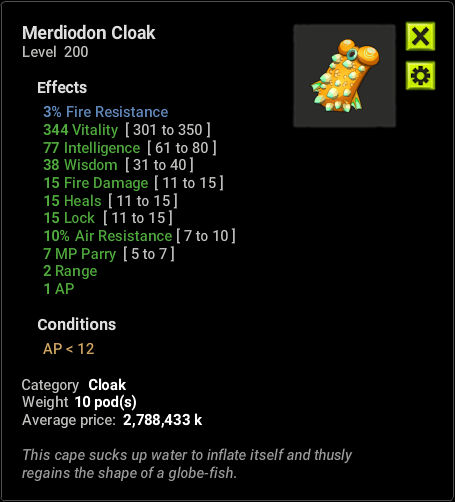 Merdiodon Cloak
Level 200
Effects
3% Fire Resistance
344 Vitality [ 301 to 350 ]
77 Intelligence [ 61 to 80 ]
38 Wisdom [ 31 to 40 ]
15 Fire Damage [ 11 to 15 ]
15 Heals [ 11 to 15 ]
15 Lock [ 11 to 15 ]
10% Air Resistance [ 7 to 10 ]
7 MP Parry [ 5 to 7 ]
2 Range
1 AP
Conditions
AP < 12
Category Cloak
Weight 10 pod(s)
Average price: 2,788,433 k
This cape sucks up water to inflate itself and thusly
regains the shape of a globe-fish.